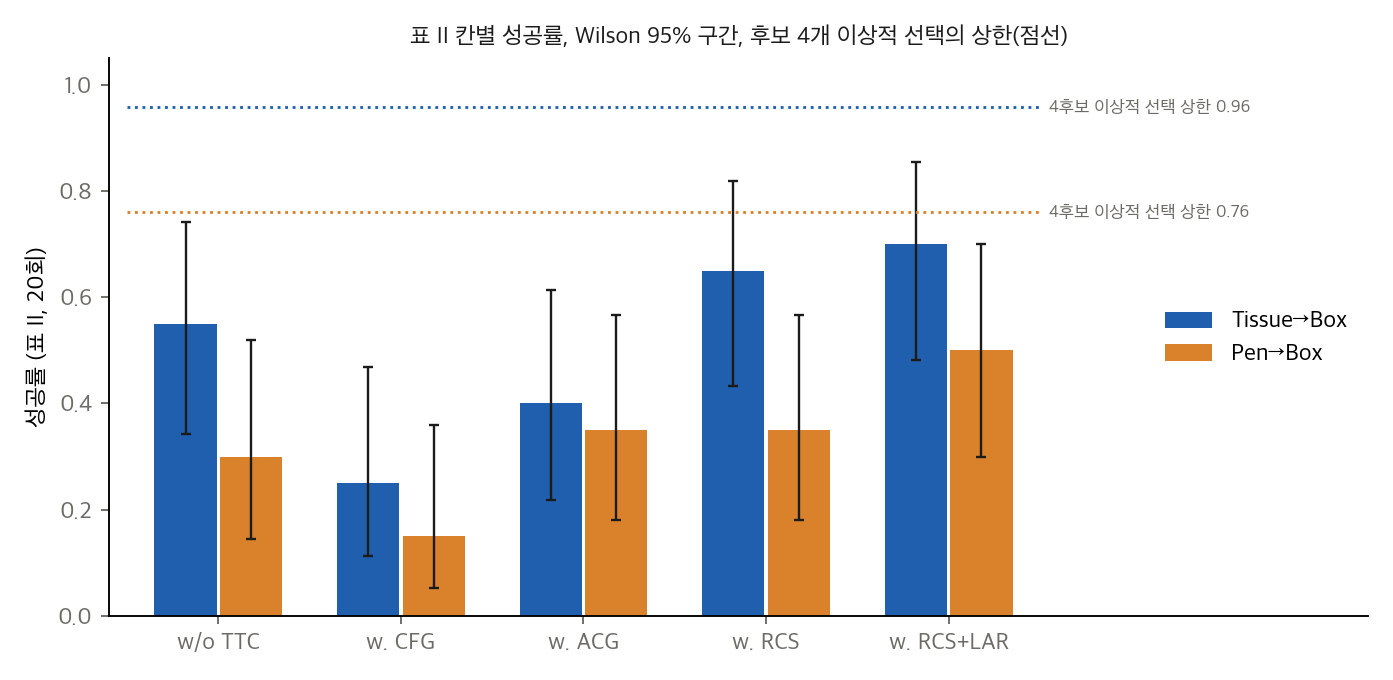 표 II 칸별 성공률, Wilson 95% 구간, 후보 4개 이상적 선택의 상한(점선)
성공률 (표 II, 20회)
1.0
0.8
0.6
0.4
0.2
0.0
4후보 이상적 선택 상한 0.96
4후보 이상적 선택 상한 0.76
Tissue→Box
Pen→Box
w/o TTC
w. CFG
w. ACG
w. RCS
w. RCS+LAR